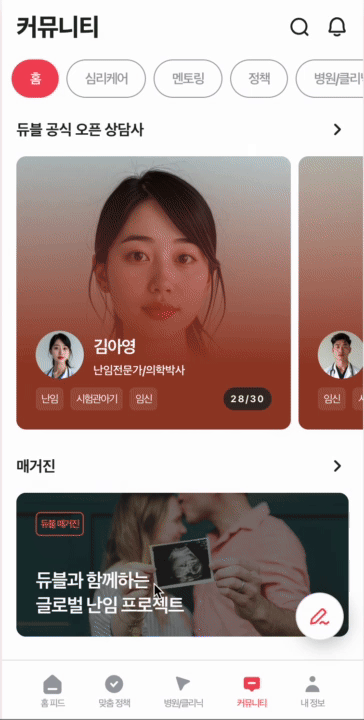 커뮤니티
홈
심리케어
멘토링
정책
병원/클리
듀블 공식 오픈 상담사
김아영
난임전문가/의학박사
난임
시험관아기
임신
28/30
임신
매거진
듀블 매거진
듀블과 함께하는
글로벌 난임 프로젝트
홈 피드
맞춤 정책
병원/클리닉
커뮤니티
내 정보